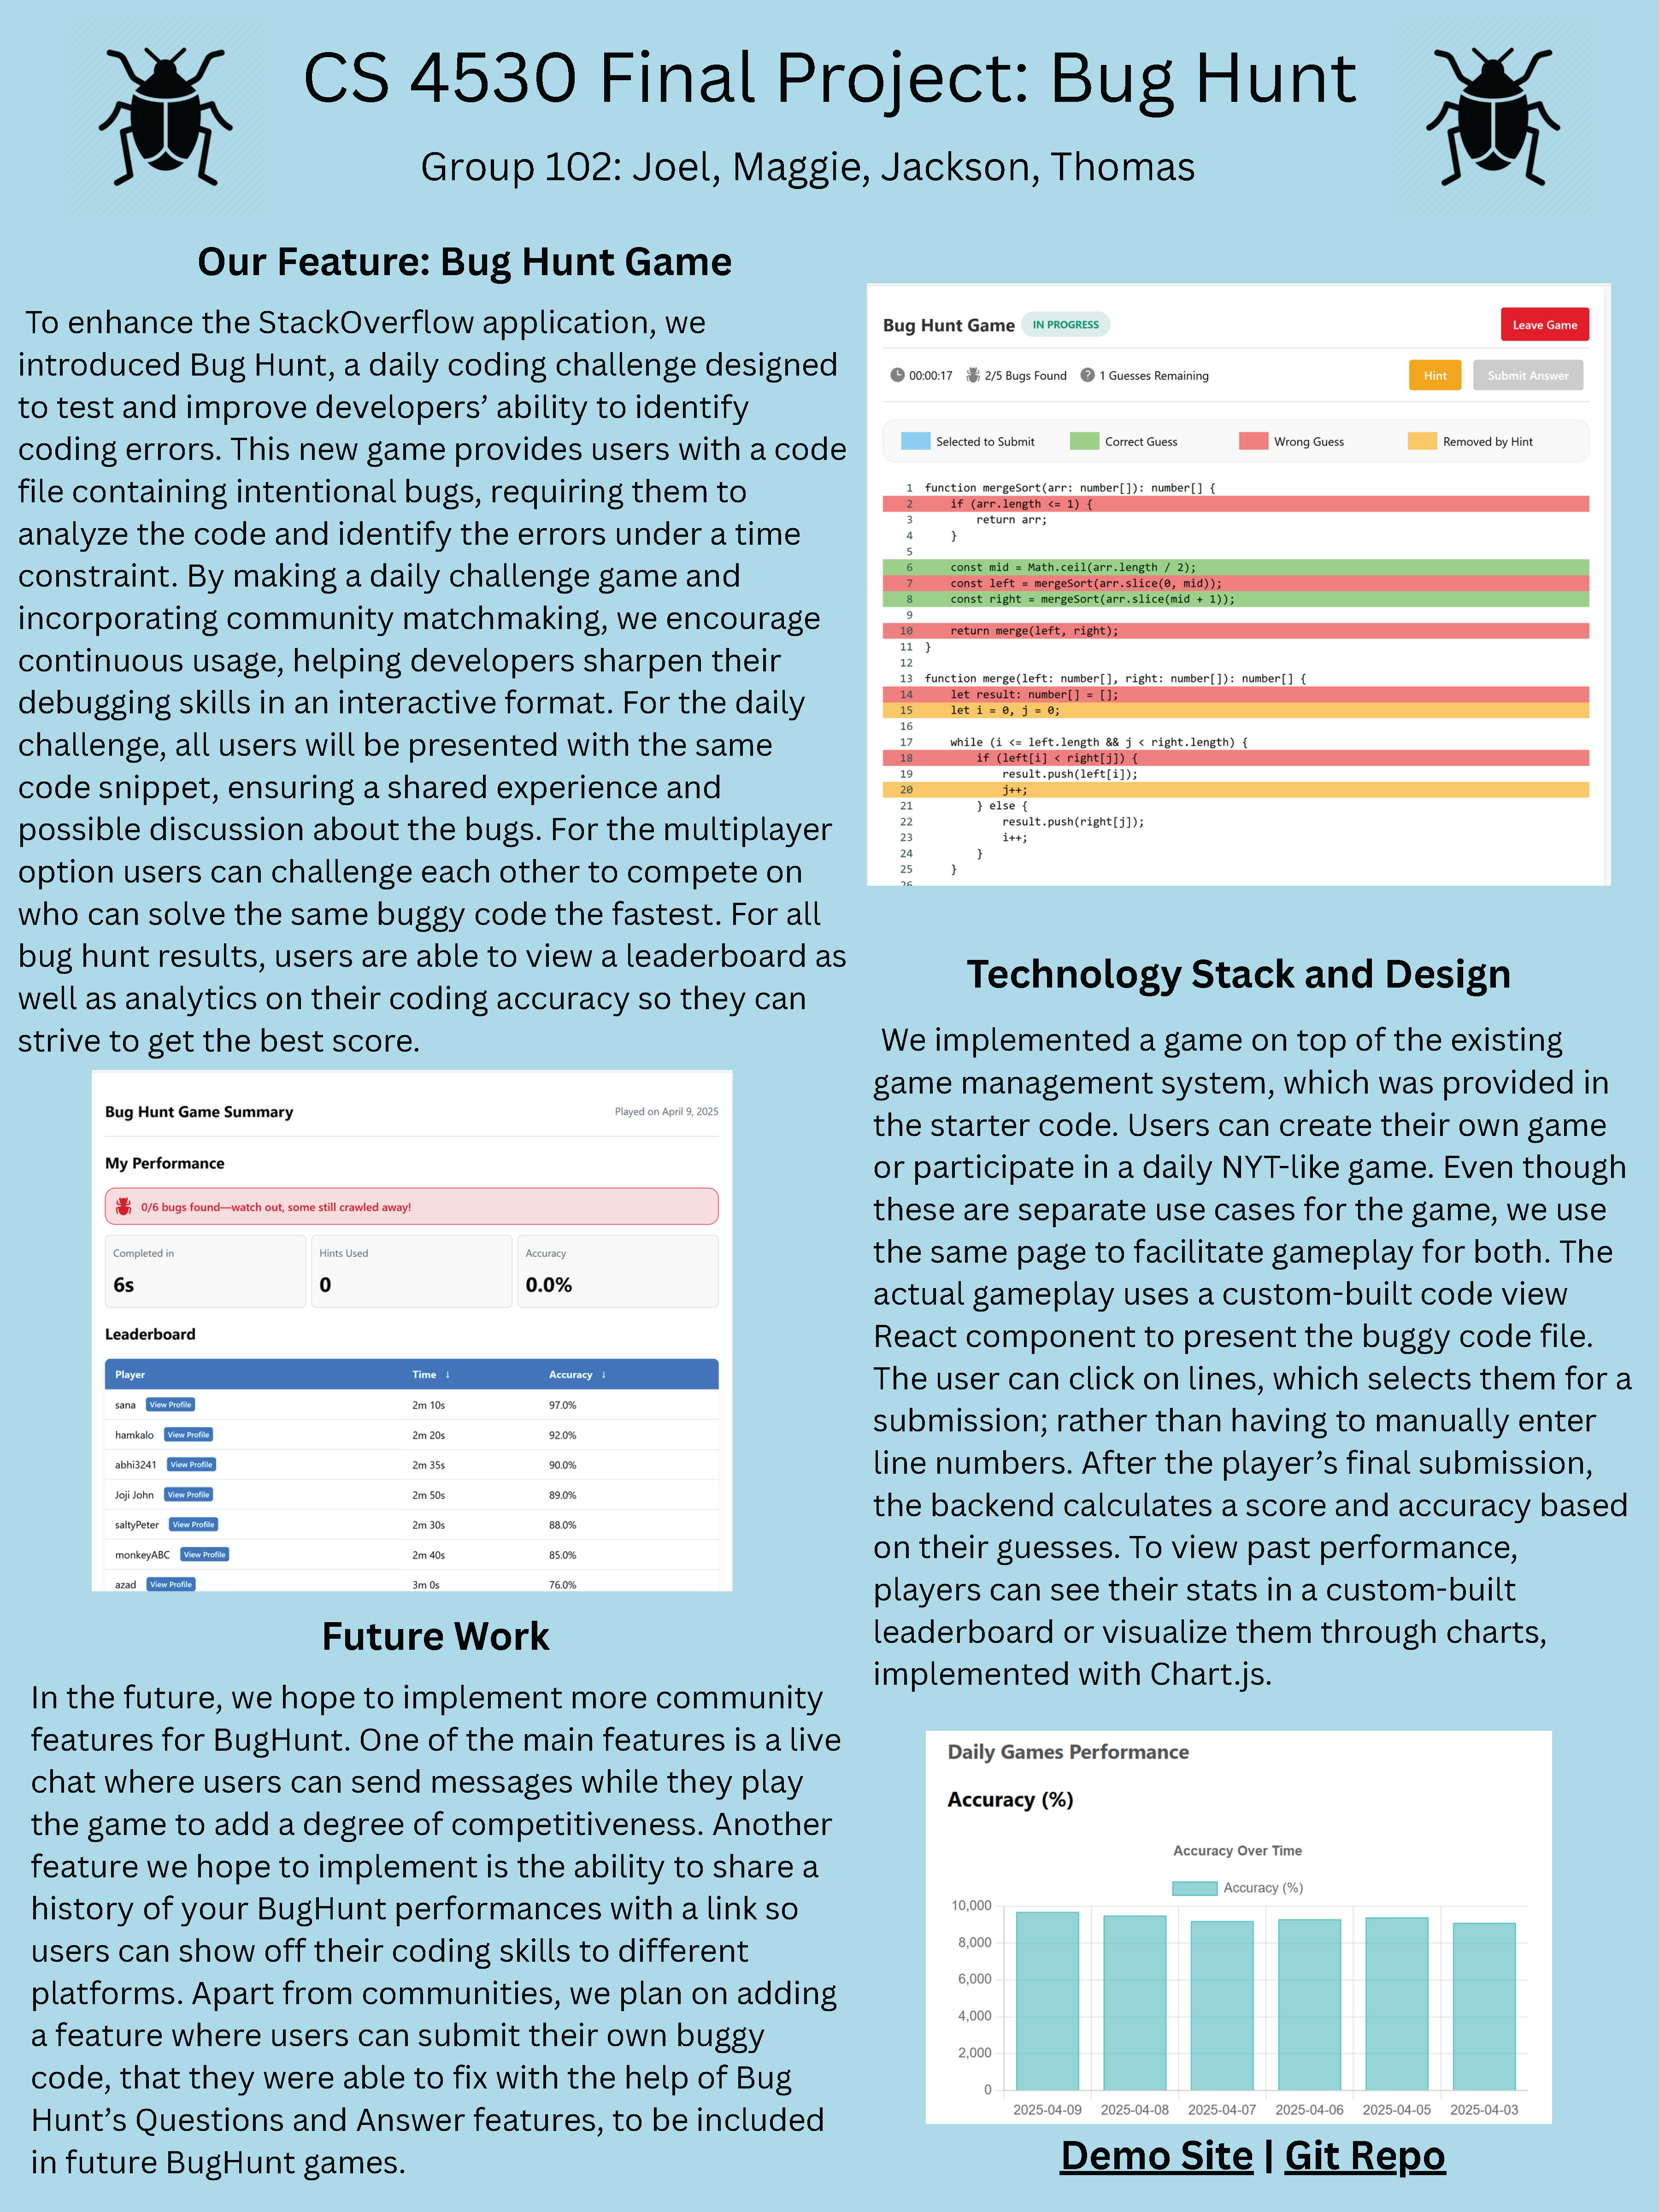 CS 4530 Final Project: Bug Hunt
Group 102: Joel, Maggie, Jackson, Thomas
Our Feature: Bug Hunt Game
To enhance the StackOverflow application, we
introduced Bug Hunt, a daily coding challenge designed
to test and improve developers’ ability to identify
coding errors. This new game provides users with a code
file containing intentional bugs, requiring them to
analyze the code and identify the errors under a time
constraint. By making a daily challenge game and
incorporating community matchmaking, we encourage
continuous usage, helping developers sharpen their
debugging skills in an interactive format. For the daily
challenge, all users will be presented with the same
code snippet, ensuring a shared experience and
possible discussion about the bugs. For the multiplayer
option users can challenge each other to compete on
who can solve the same buggy code the fastest. For all
bug hunt results, users are able to view a leaderboard as
well as analytics on their coding accuracy so they can
strive to get the best score.
Bug Hunt Game Summary
Played on April 9, 2025
My Performance
0/6 bugs found—watch out, some still crawled away!
Completed in
6s
Hints Used
0
Accuracy
0.0%
Leaderboard
Player Time ↓ Accuracy ↓
sana View Profile 2m 10s 97.0%
hamkalo View Profile 2m 20s 92.0%
abhi3241 View Profile 2m 35s 90.0%
Joji John View Profile 2m 50s 89.0%
saltyPeter View Profile 2m 30s 88.0%
monkeyABC View Profile 2m 40s 85.0%
azad View Profile 3m 0s 76.0%
Future Work
In the future, we hope to implement more community
features for BugHunt. One of the main features is a live
chat where users can send messages while they play
the game to add a degree of competitiveness. Another
feature we hope to implement is the ability to share a
history of your BugHunt performances with a link so
users can show off their coding skills to different
platforms. Apart from communities, we plan on adding
a feature where users can submit their own buggy
code, that they were able to fix with the help of Bug
Hunt’s Questions and Answer features, to be included
in future BugHunt games.
Bug Hunt Game IN PROGRESS
Leave Game
00:00:17 2/5 Bugs Found ? 1 Guesses Remaining
Hint Submit Answer
Selected to Submit Correct Guess Wrong Guess Removed by Hint
1 function mergeSort(arr: number[]): number[] {
2 if (arr.length <= 1) {
3 return arr;
4 }
5
6 const mid = Math.ceil(arr.length / 2);
7 const left = mergeSort(arr.slice(0, mid));
8 const right = mergeSort(arr.slice(mid + 1));
9
10 return merge(left, right);
11 }
12
13 function merge(left: number[], right: number[]): number[] {
14 let result: number[] = [];
15 let i = 0, j = 0;
16
17 while (i <= left.length && j < right.length) {
18 if (left[i] < right[j]) {
19 result.push(left[i]);
20 j++;
21 } else {
22 result.push(right[j]);
23 i++;
24 }
25 }
26
Technology Stack and Design
We implemented a game on top of the existing
game management system, which was provided in
the starter code. Users can create their own game
or participate in a daily NYT-like game. Even though
these are separate use cases for the game, we use
the same page to facilitate gameplay for both. The
actual gameplay uses a custom-built code view
React component to present the buggy code file.
The user can click on lines, which selects them for a
submission; rather than having to manually enter
line numbers. After the player’s final submission,
the backend calculates a score and accuracy based
on their guesses. To view past performance,
players can see their stats in a custom-built
leaderboard or visualize them through charts,
implemented with Chart.js.
Daily Games Performance
Accuracy (%)
Accuracy Over Time
Accuracy (%)
10,000
8,000
6,000
4,000
2,000
0
2025-04-09 2025-04-08 2025-04-07 2025-04-06 2025-04-05 2025-04-03
Demo Site | Git Repo